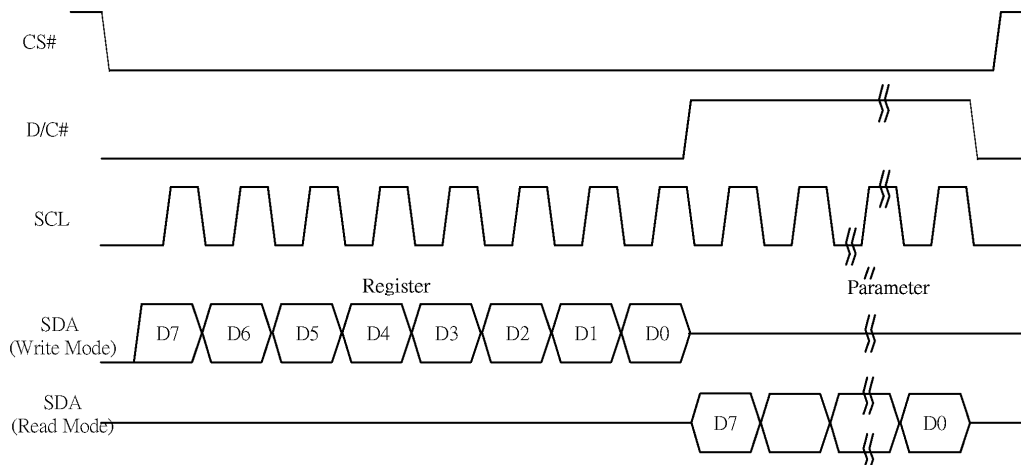 CS#
D/C#
SCL
Register Parameter
SDA
(Write Mode)
D7 D6 D5 D4 D3 D2 D1 D0
SDA
(Read Mode)
D7 D0